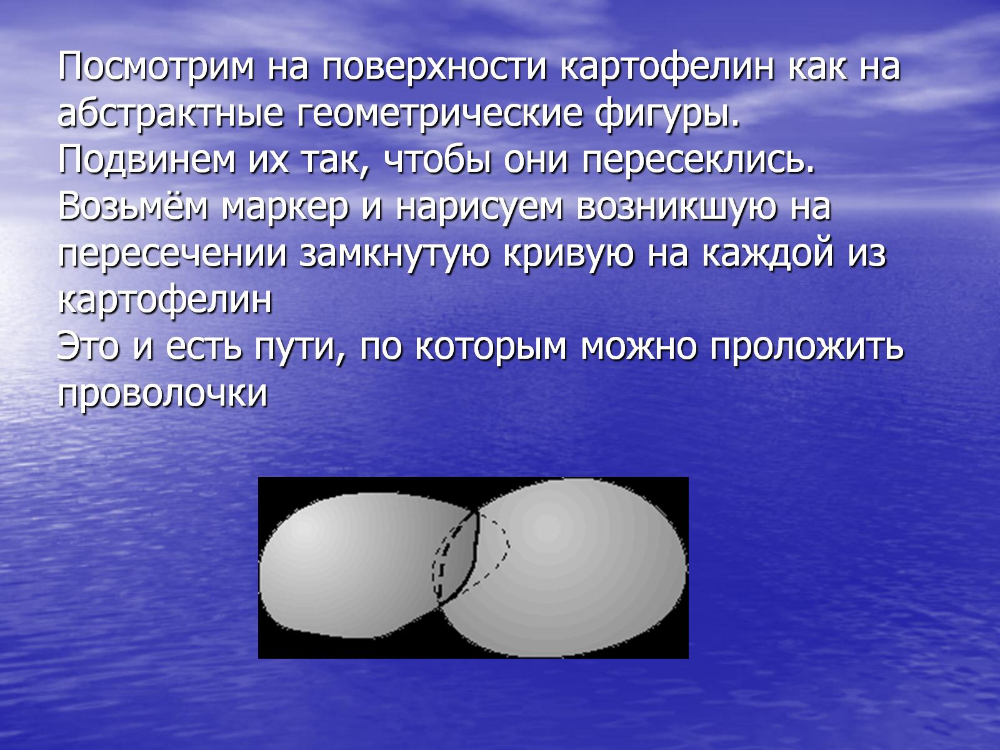 Посмотрим на поверхности картофелин как на
абстрактные геометрические фигуры.
Подвинем их так, чтобы они пересеклись.
Возьмём маркер и нарисуем возникшую на
пересечении замкнутую кривую на каждой из
картофелин
Это и есть пути, по которым можно проложить
проволочки